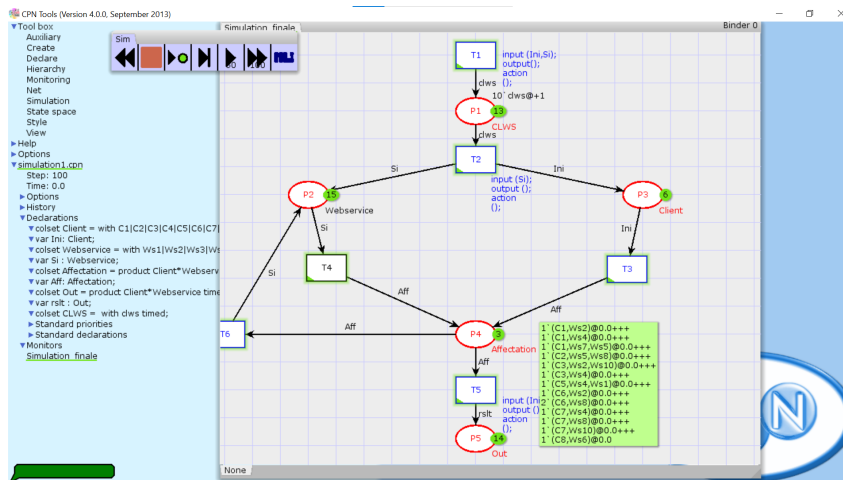 CPN Tools (Version 4.0.0, September 2013)
Tool box
Auxiliary
Create
Declare
Hierarchy
Monitoring
Net
Simulation
State space
Style
View
Help
Options
simulation1.cpn
Step: 100
Time: 0.0
Options
History
Declarations
colset Client = with C1|C2|C3|C4|C5|C6|C7|
var Ini: Client;
colset Webservice = with Ws1|Ws2|Ws3|Ws
var Si : Webservice;
colset Affectation = product Client*Webserv
var Aff: Affectation;
colset Out = product Client*Webservice time
var rslt : Out;
colset CLWS = with clws timed;
Standard priorities
Standard declarations
Monitors
Simulation_finale
Simulation_finale
Binder 0
Sim
T1
input (Ini,Si);
output();
action
();
clws
10`clws@+1
P1
13
CLWS
clws
T2
input (Si);
output ();
action
();
Si
Ini
P2
15
Webservice
P3
6
Client
Si
Ini
Si
T4
T3
Aff
Aff
T6
Aff
P4
3
Affectation
Aff
T5
input (Ini
output ()
action
();
rslt
P5
14
Out
1`(C1,Ws2)@0.0+++
1`(C1,Ws4)@0.0+++
1`(C1,Ws7,Ws5)@0.0+++
1`(C2,Ws5,Ws8)@0.0+++
1`(C3,Ws2,Ws10)@0.0+++
1`(C3,Ws4)@0.0+++
1`(C5,Ws4,Ws1)@0.0+++
1`(C6,Ws2)@0.0+++
2`(C6,Ws8)@0.0+++
1`(C7,Ws4)@0.0+++
1`(C7,Ws8)@0.0+++
1`(C7,Ws10)@0.0+++
1`(C8,Ws6)@0.0
None
N